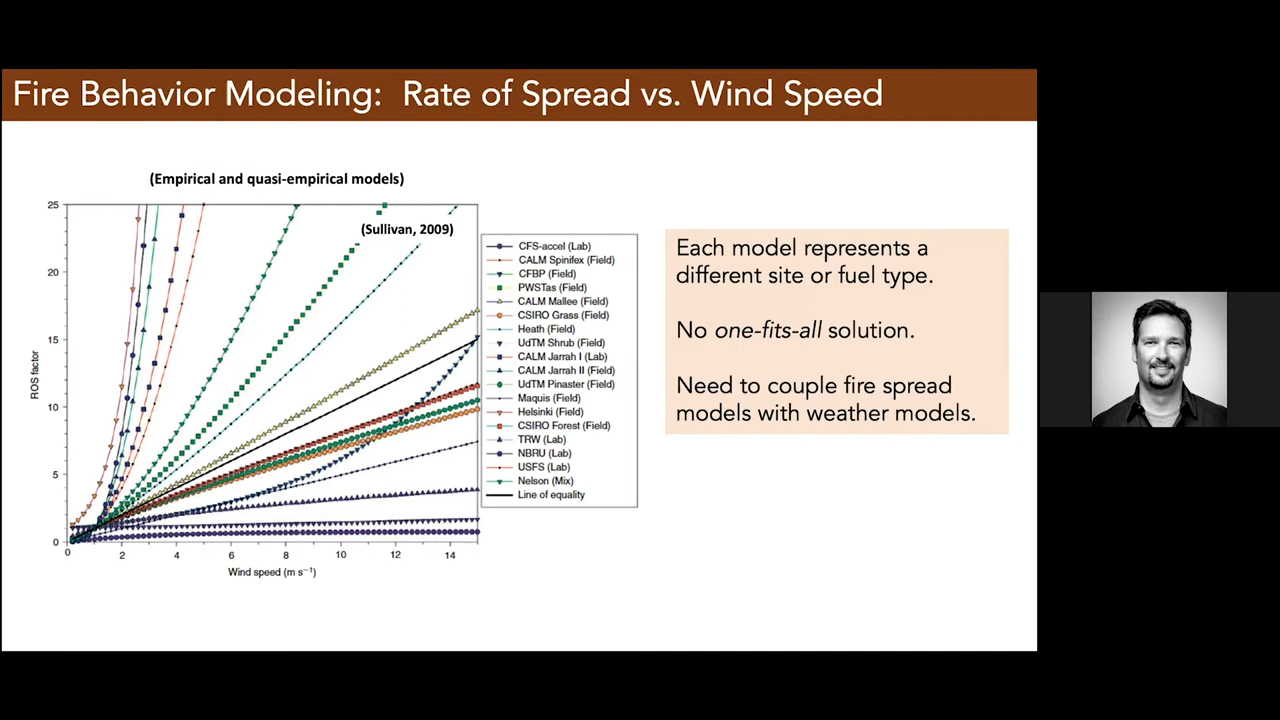 Fire Behavior Modeling: Rate of Spread vs. Wind Speed
(Empirical and quasi-empirical models)
(Sullivan, 2009)
25
20
15
10
5
0
ROS factor
0 2 4 6 8 10 12 14
Wind speed (m s⁻¹)
CFS-accel (Lab)
CALM Spinifex (Field)
CFBP (Field)
PWSTas (Field)
CALM Mallee (Field)
CSIRO Grass (Field)
Heath (Field)
UdTM Shrub (Field)
CALM Jarrah I (Lab)
CALM Jarrah II (Field)
UdTM Pinaster (Field)
Maquis (Field)
Helsinki (Field)
CSIRO Forest (Field)
TRW (Lab)
NBRU (Lab)
USFS (Lab)
Nelson (Mix)
Line of equality
Each model represents a
different site or fuel type.
No one-fits-all solution.
Need to couple fire spread
models with weather models.